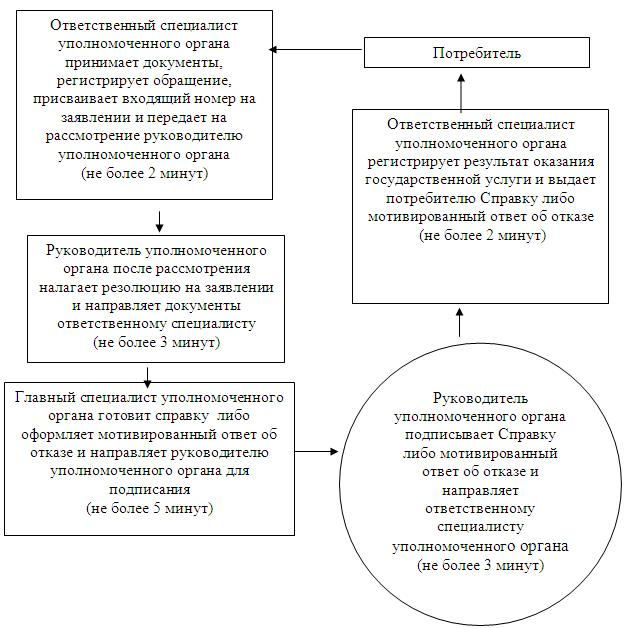 Ответственный специалист
уполномоченного органа
принимает документы,
регистрирует обращение,
присваивает входящий номер на
заявлении и передает на
рассмотрение руководителю
уполномоченного органа
(не более 2 минут)
Потребитель
Ответственный специалист
уполномоченного органа
регистрирует результат оказания
государственной услуги и выдает
потребителю Справку либо
мотивированный ответ об отказе
(не более 2 минут)
Руководитель уполномоченного
органа после рассмотрения
налагает резолюцию на заявлении
и направляет документы
ответственному специалисту
(не более 3 минут)
Главный специалист уполномоченного
органа готовит справку либо
оформляет мотивированный ответ об
отказе и направляет руководителю
уполномоченного органа для
подписания
(не более 5 минут)
Руководитель
уполномоченного органа
подписывает Справку
либо мотивированный
ответ об отказе и
направляет
ответственному
специалисту
уполномоченного органа
(не более 3 минут)